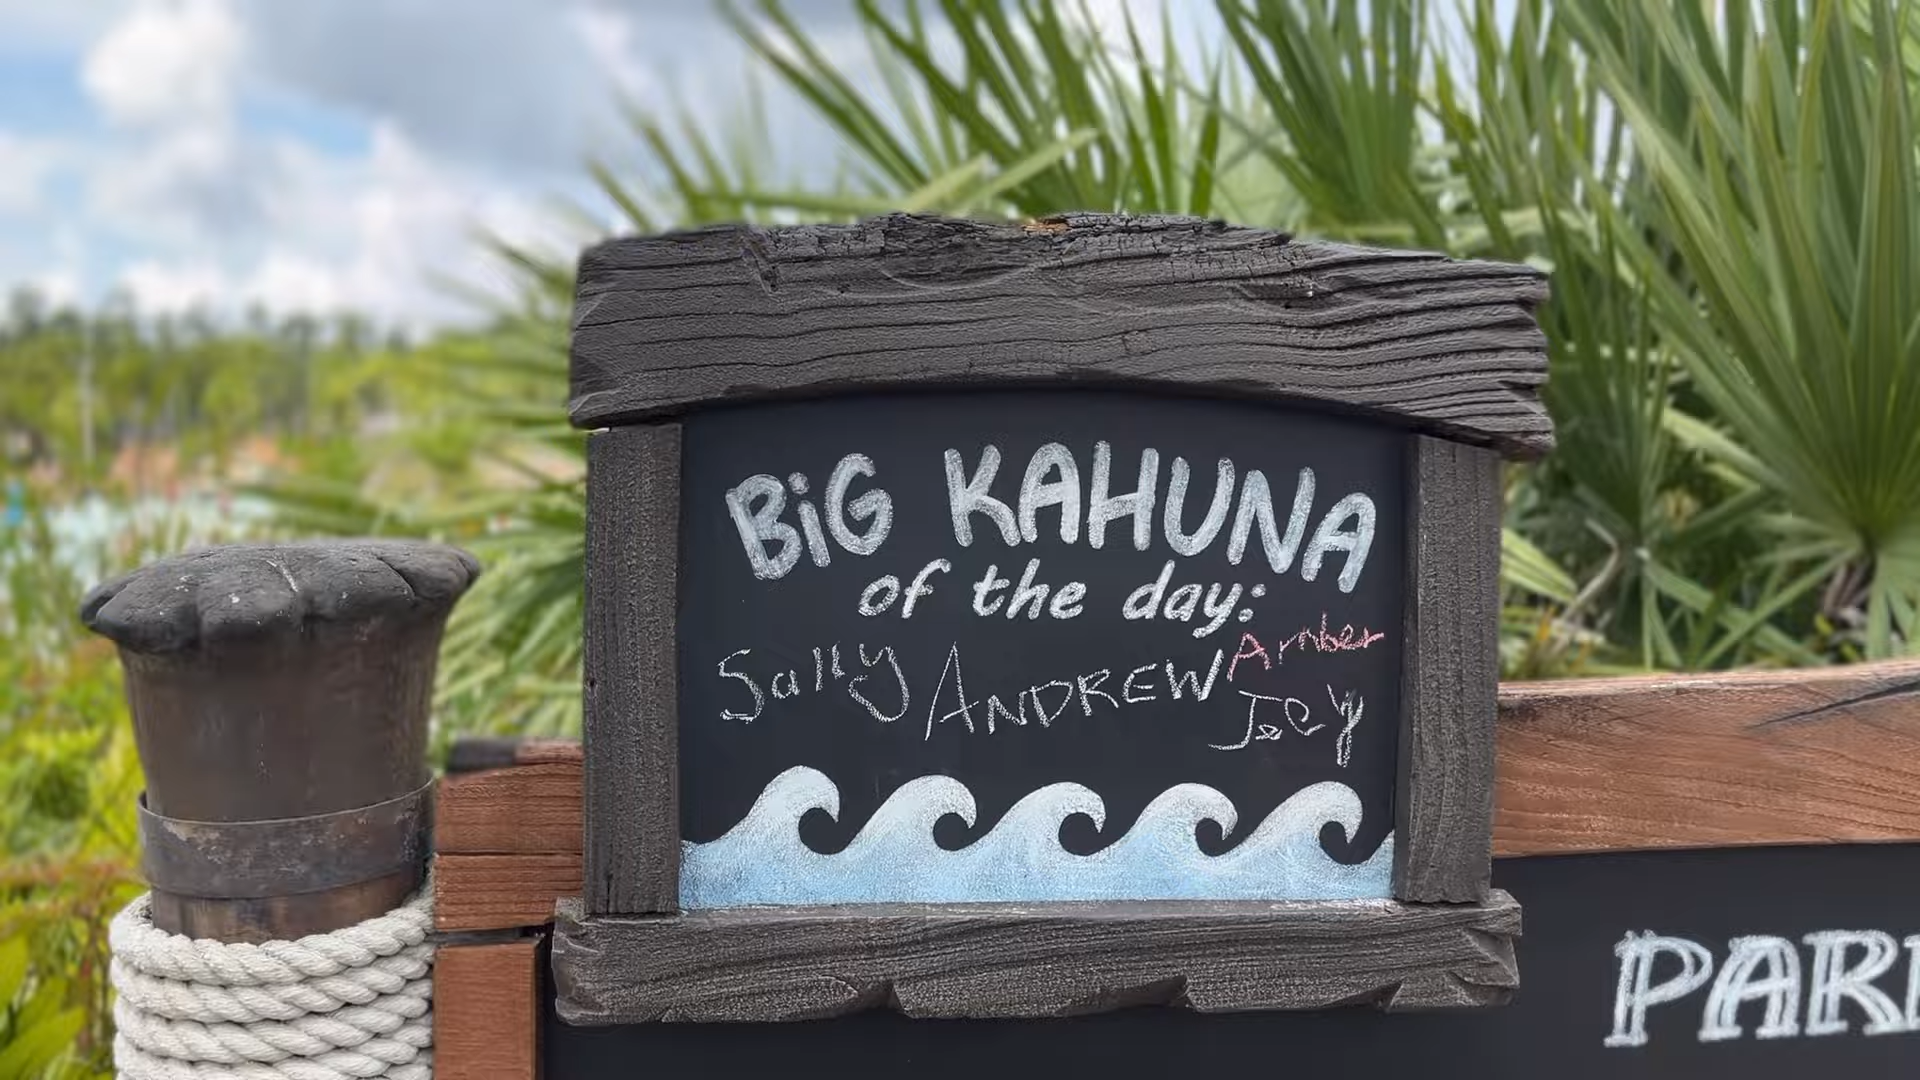 BiG KAHUNA
of the day:
Sally ANDREW Amber
Joey
PAR